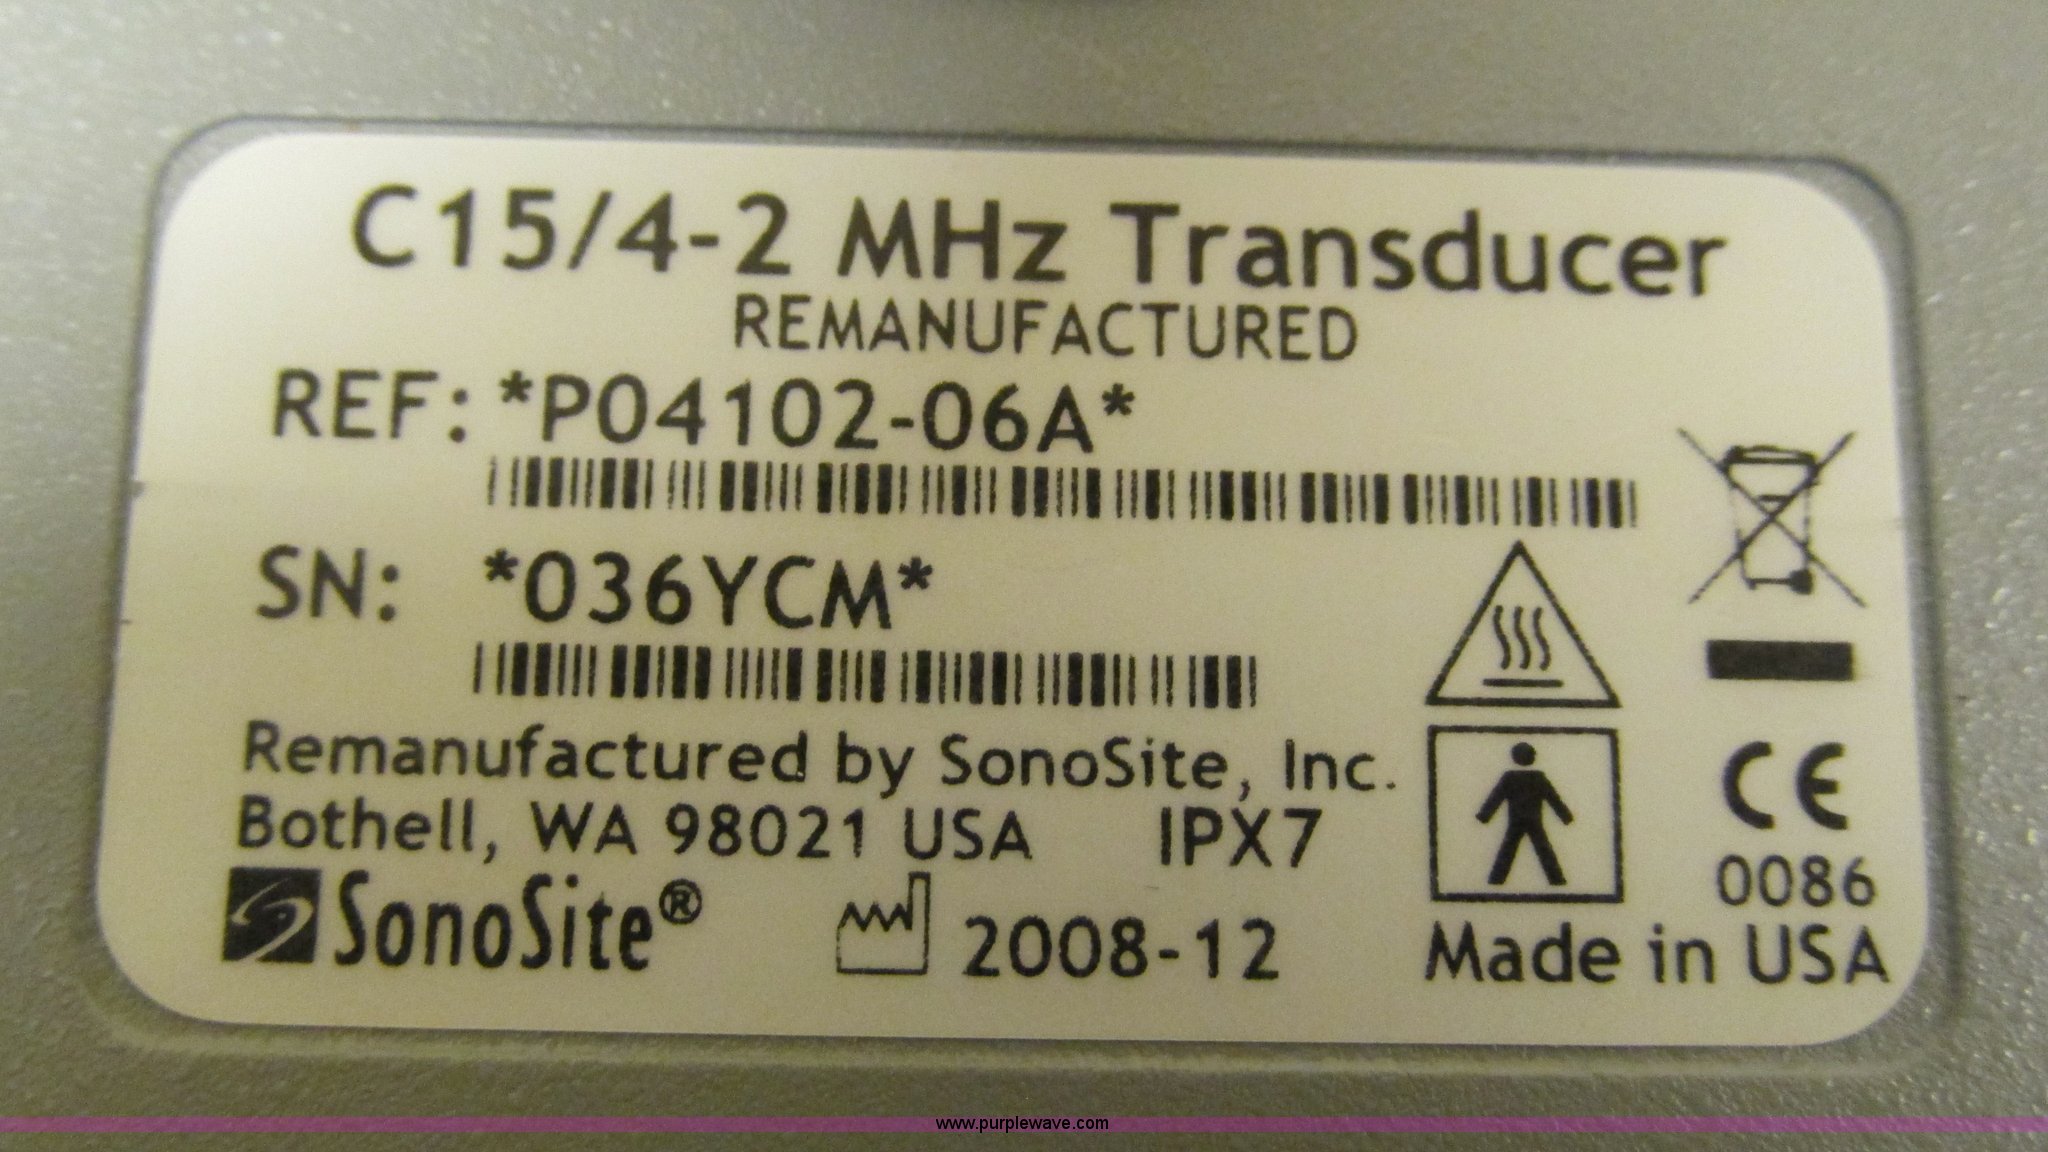 C15/4-2 MHz Transducer
REMANUFACTURED
REF: *P04102-06A*
SN: *036YCM*
Remanufactured by SonoSite, Inc.
Bothell, WA 98021 USA IPX7
CE
0086
SonoSite® 2008-12 Made in USA
www.purplewave.com